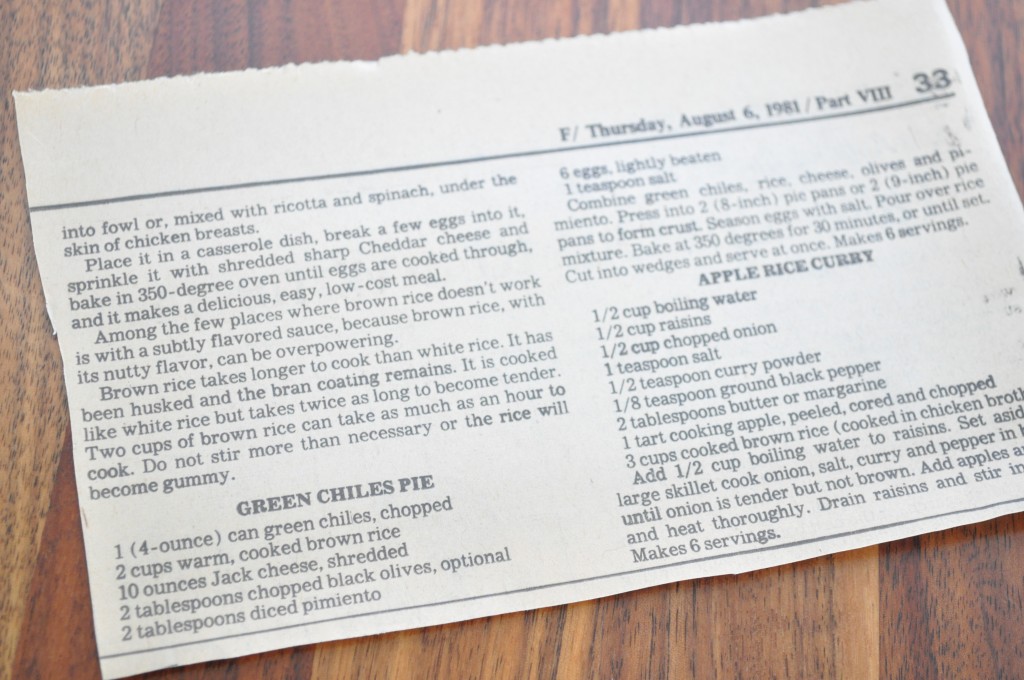 F/ Thursday, August 6, 1981 / Part VIII 33
into fowl or, mixed with ricotta and spinach, under the
skin of chicken breasts.
Place it in a casserole dish, break a few eggs into it,
sprinkle it with shredded sharp Cheddar cheese and
bake in 350-degree oven until eggs are cooked through,
and it makes a delicious, easy, low-cost meal.
Among the few places where brown rice doesn't work
is with a subtly flavored sauce, because brown rice, with
its nutty flavor, can be overpowering.
Brown rice takes longer to cook than white rice. It has
been husked and the bran coating remains. It is cooked
like white rice but takes twice as long to become tender.
Two cups of brown rice can take as much as an hour to
cook. Do not stir more than necessary or the rice will
become gummy.
GREEN CHILES PIE
1 (4-ounce) can green chiles, chopped
2 cups warm, cooked brown rice
10 ounces Jack cheese, shredded
2 tablespoons chopped black olives, optional
2 tablespoons diced pimiento
6 eggs, lightly beaten
1 teaspoon salt
Combine green chiles, rice, cheese, olives and pi-
miento. Press into 2 (8-inch) pie pans or 2 (9-inch) pie
pans to form crust. Season eggs with salt. Pour over rice
mixture. Bake at 350 degrees for 30 minutes, or until set.
Cut into wedges and serve at once. Makes 6 servings.
APPLE RICE CURRY
1/2 cup boiling water
1/2 cup raisins
1/2 cup chopped onion
1 teaspoon salt
1/2 teaspoon curry powder
1/8 teaspoon ground black pepper
2 tablespoons butter or margarine
1 tart cooking apple, peeled, cored and chopped
3 cups cooked brown rice (cooked in chicken broth
Add 1/2 cup boiling water to raisins. Set asid
large skillet cook onion, salt, curry and pepper in
until onion is tender but not brown. Add apples a
and heat thoroughly. Drain raisins and stir in
Makes 6 servings.